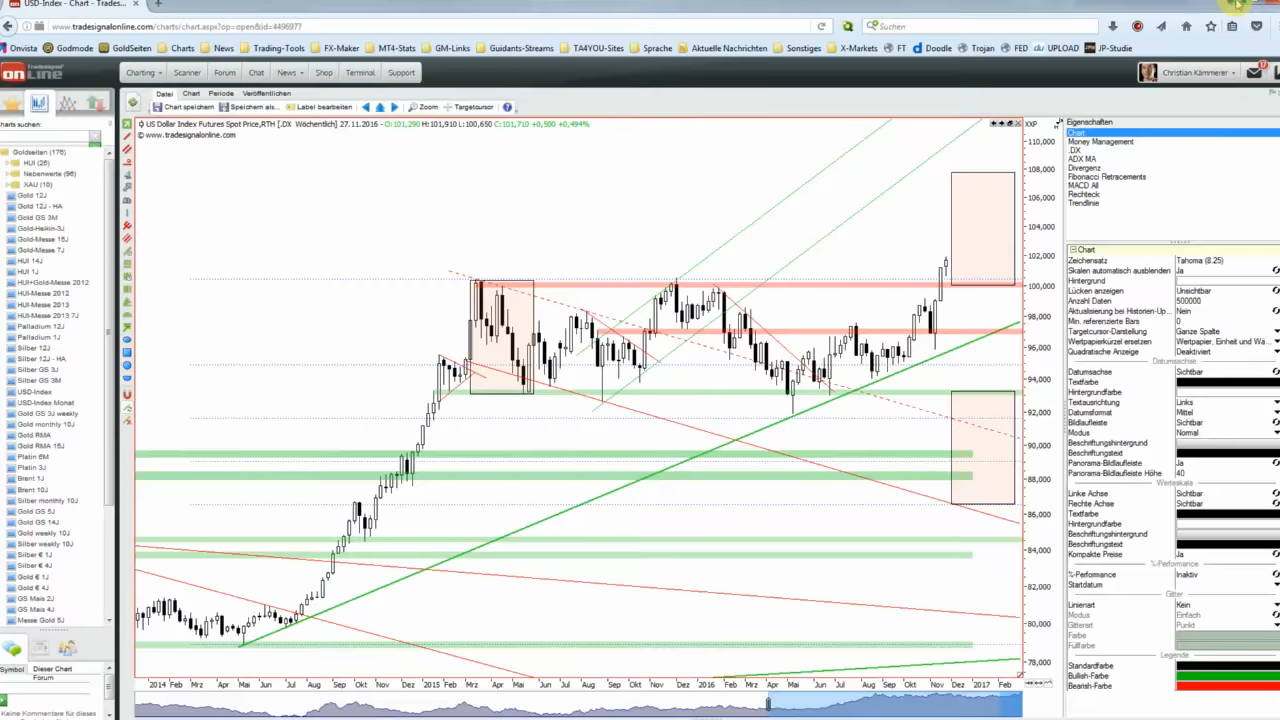 USD-Index - Chart - Trades...
www.tradesignalonline.com/charts/chart.aspx?op=open&id=4496977
Suchen
Onvista Godmode GoldSeiten Charts News Trading-Tools FX-Maker MT4-Stats GM-Links Guidants-Streams TA4YOU-Sites Sprache Aktuelle Nachrichten Sonstiges X-Markets FT Doodle Trojan FED UPLOAD JP-Studie
Tradesignal
onLine
Charting Scanner Forum Chat News Shop Terminal Support
Christian Kämmerer
17
Datei Chart Periode Veröffentlichen
Chart speichern Speichern als... Label bearbeiten Zoom Targetcursor
harts suchen:
Goldseiten (176)
HUI (26)
Nebenwerte (96)
XAU (10)
Gold 12J
Gold 12J - HA
Gold GS 3M
Gold-Heikin-3J
Gold-Messe 15J
Gold-Messe 7J
HUI 14J
HUI 1J
HUI+Gold-Messe 2012
HUI-Messe 2012
HUI-Messe 2013
HUI-Messe 2013 7J
Palladium 12J
Palladium 1J
Silber 12J
Silber 12J - HA
Silber GS 3J
Silber GS 3M
USD-Index
USD-Index Monat
Gold GS 3J weekly
Gold monthly 10J
Gold RMA
Gold RMA 15J
Platin 6M
Platin 3J
Brent 1J
Brent 10J
Silber monthly 10J
Gold GS 5J
Gold GS 14J
Gold weekly 10J
Silber weekly 10J
Silber € 1J
Silber € 4J
Gold € 1J
Gold € 4J
GS Mais 2J
GS Mais 4J
Messe Gold 5J
Symbol Dieser Chart
Forum
Keine Kommentare für dieses
US Dollar Index Futures Spot Price,RTH [.DX Wöchentlich] 27.11.2016 - O:101,290 H:101,910 L:100,650 C:101,710 +0,500 +0,494%
© www.tradesignalonline.com
XXP
110,000
108,000
106,000
104,000
102,000
100,000
98,000
96,000
94,000
92,000
90,000
88,000
86,000
84,000
82,000
80,000
78,000
2014 Feb Mrz Apr Mai Jun Jul Aug Sep Okt Nov Dez 2015 Feb Mrz Apr Mai Jun Jul Aug Sep Okt Nov Dez 2016 Feb Mrz Apr Mai Jun Jul Aug Sep Okt Nov Dez 2017 Feb
Eigenschaften
Chart
Money Management
.DX
ADX MA
Divergenz
Fibonacci Retracements
MACD All
Rechteck
Trendlinie
Chart
Zeichensatz Tahoma (8.25)
Skalen automatisch ausblenden Ja
Hintergrund
Lücken anzeigen Unsichtbar
Anzahl Daten 500000
Aktualisierung bei Historien-Up... Nein
Min. referenzierte Bars 0
Targetcursor-Darstellung Ganze Spalte
Wertpapierkürzel ersetzen Wertpapier, Einheit und Wä...
Quadratische Anzeige Deaktiviert
Datumsachse
Datumsachse Sichtbar
Textfarbe
Hintergrundfarbe
Textausrichtung Links
Datumsformat Mittel
Bildlaufleiste Sichtbar
Modus Normal
Beschriftungshintergrund
Beschriftungstext
Panorama-Bildlaufleiste Ja
Panorama-Bildlaufleiste Höhe 40
Werteskala
Linke Achse Sichtbar
Rechte Achse Sichtbar
Textfarbe
Hintergrundfarbe
Beschriftungshintergrund
Beschriftungstext
Kompakte Preise Ja
%-Performance
%-Performance Inaktiv
Startdatum
Gitter
Linienart Kein
Modus Einfach
Gitterart Punkt
Farbe
Füllfarbe
Legende
Standardfarbe
Bullish-Farbe
Bearish-Farbe